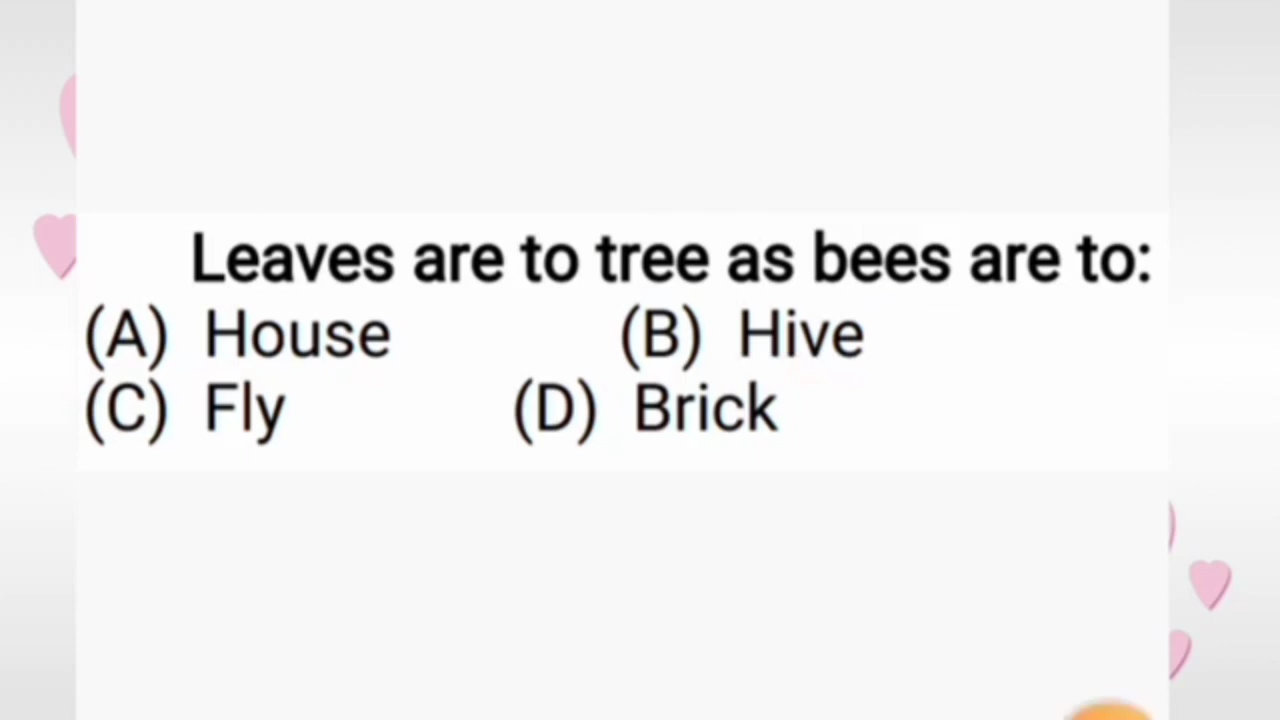 Leaves are to tree as bees are to:
(A) House (B) Hive
(C) Fly (D) Brick